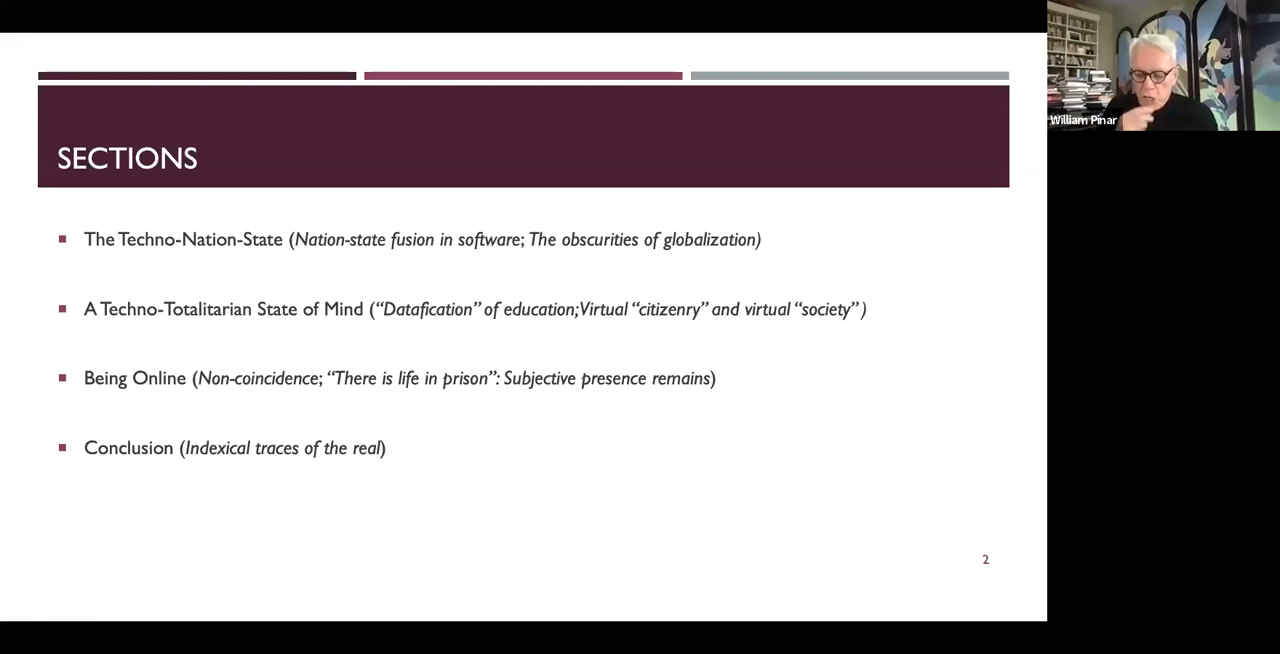 SECTIONS
The Techno-Nation-State (Nation-state fusion in software; The obscurities of globalization)
A Techno-Totalitarian State of Mind (“Datafication” of education; Virtual “citizenry” and virtual “society” )
Being Online (Non-coincidence; “There is life in prison”: Subjective presence remains)
Conclusion (Indexical traces of the real)
2
William Pinar